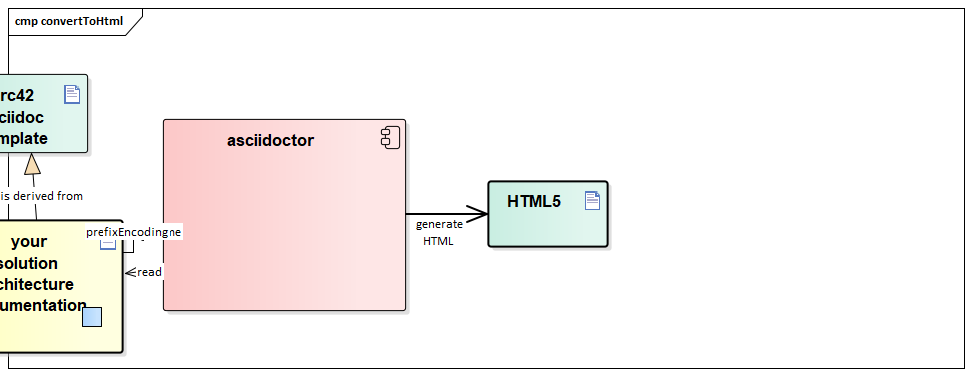 cmp convertToHtml
rc42
ciidoc
mplate
is derived from
asciidoctor
HTML5
generate
HTML
prefixEncodingne
your
solution
chitecture
umentation
read